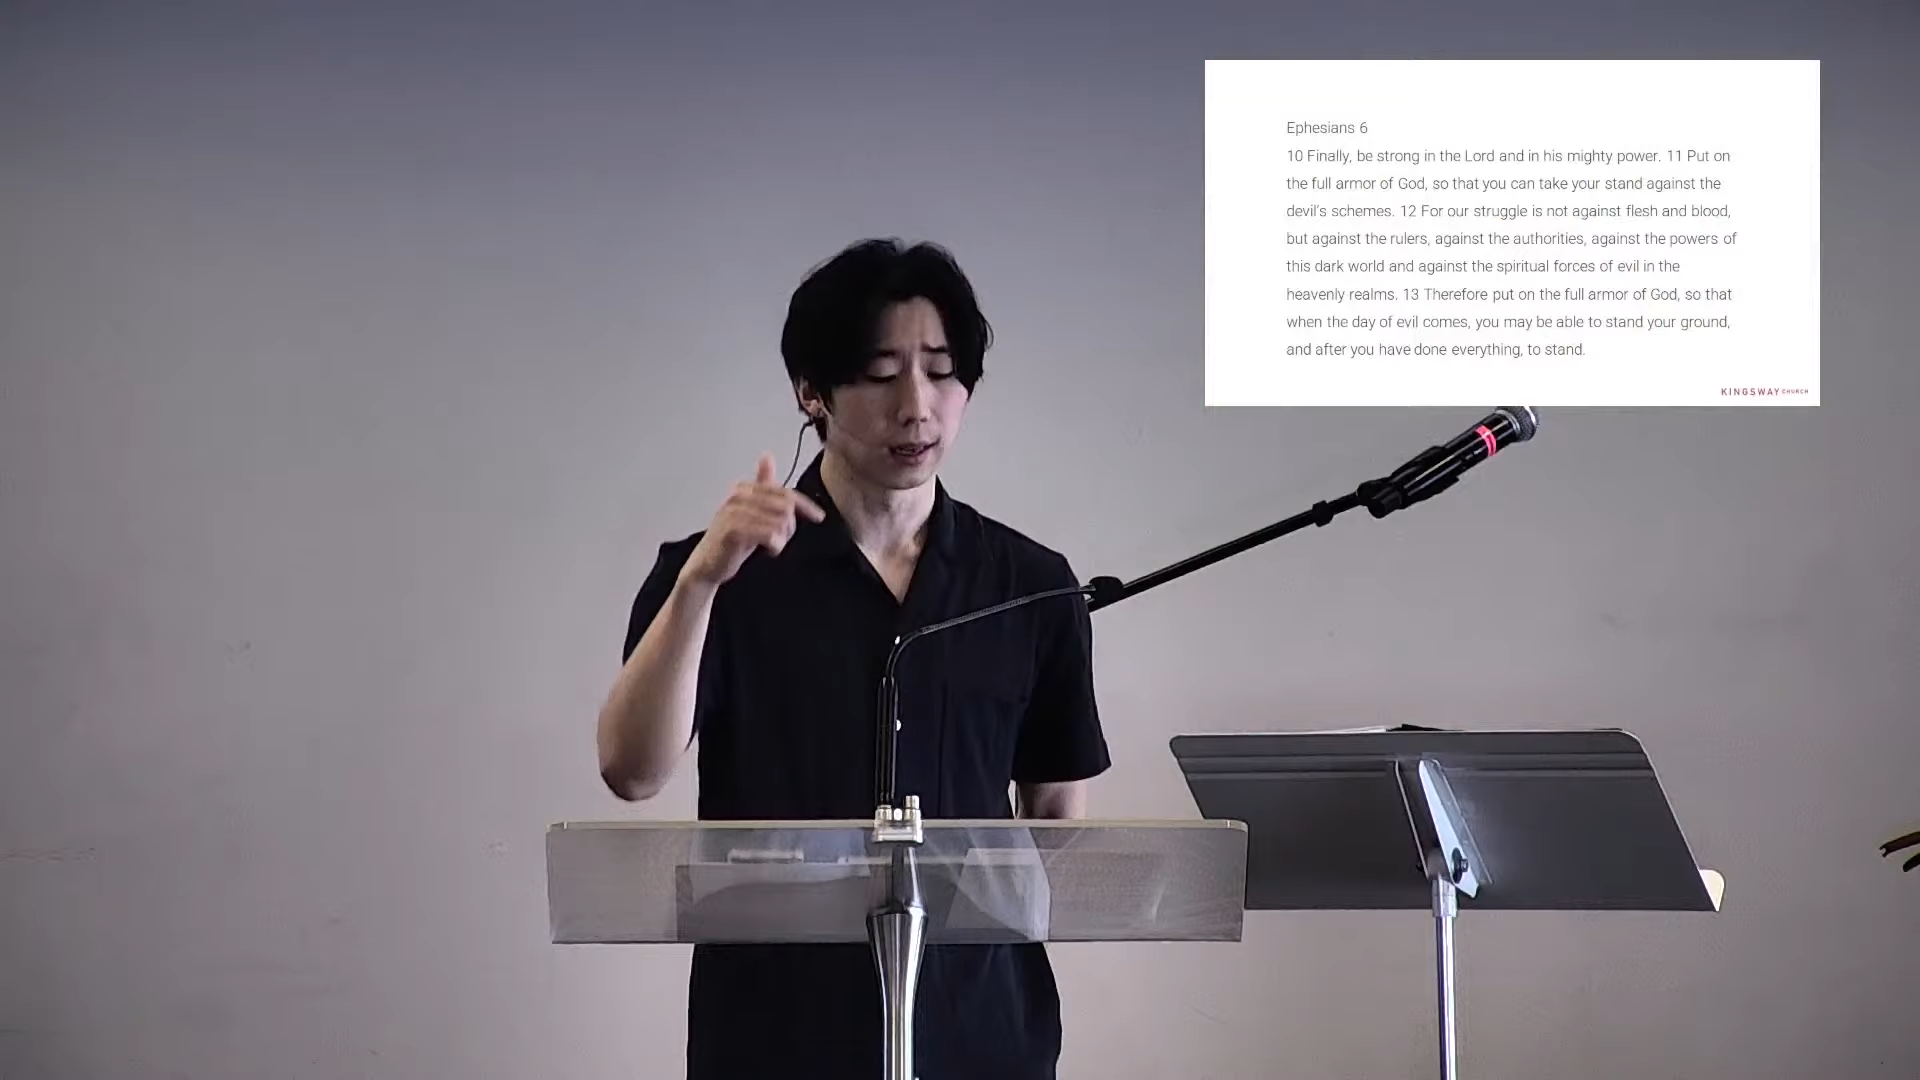 Ephesians 6
10 Finally, be strong in the Lord and in his mighty power. 11 Put on
the full armor of God, so that you can take your stand against the
devil's schemes. 12 For our struggle is not against flesh and blood,
but against the rulers, against the authorities, against the powers of
this dark world and against the spiritual forces of evil in the
heavenly realms. 13 Therefore put on the full armor of God, so that
when the day of evil comes, you may be able to stand your ground,
and after you have done everything, to stand.
KINGSWAY CHURCH